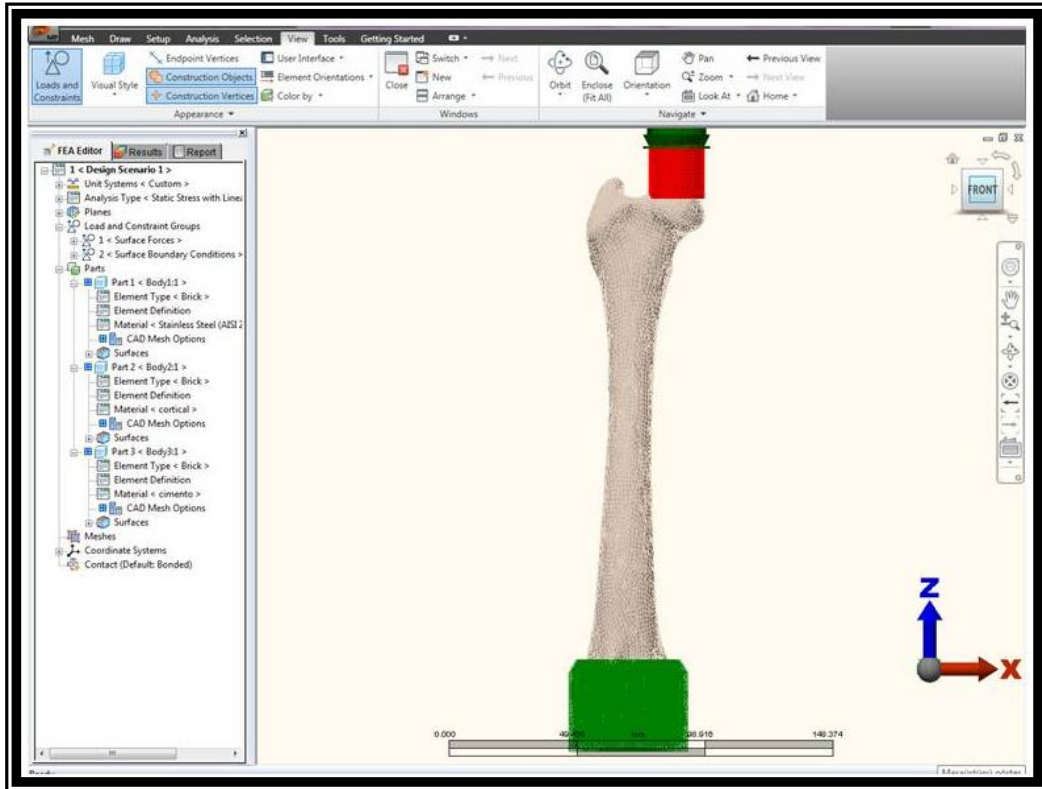 Mesh Draw Setup Analysis Selection View Tools Getting Started
Loads and Constraints
Visual Style
Endpoint Vertices
Construction Objects
Construction Vertices
User Interface
Element Orientations
Color by
Appearance
Close
Switch
New
Arrange
Next
Previous
Windows
Orbit
Enclose (Fit All)
Orientation
Pan
Zoom
Look At
Previous View
Next View
Home
Navigate
FEA Editor Results Report
1 < Design Scenario 1 >
Unit Systems < Custom >
Analysis Type < Static Stress with Linea
Planes
Load and Constraint Groups
1 < Surface Forces >
2 < Surface Boundary Conditions >
Parts
Part 1 < Body1:1 >
Element Type < Brick >
Element Definition
Material < Stainless Steel (AISI 2
CAD Mesh Options
Surfaces
Part 2 < Body2:1 >
Element Type < Brick >
Element Definition
Material < cortical >
CAD Mesh Options
Surfaces
Part 3 < Body3:1 >
Element Type < Brick >
Element Definition
Material < cimento >
CAD Mesh Options
Surfaces
Meshes
Coordinate Systems
Contact (Default: Bonded)
FRONT
Z
X
0.000 148.374